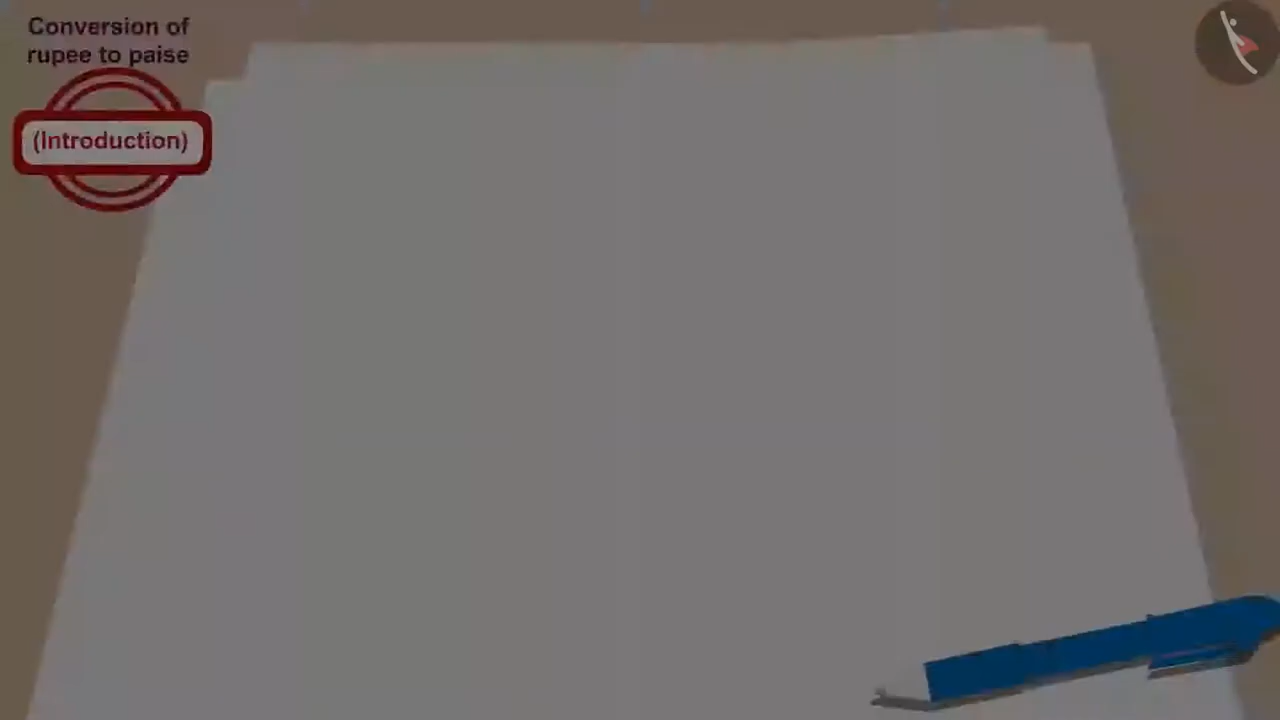 Conversion of
rupee to paise
(Introduction)